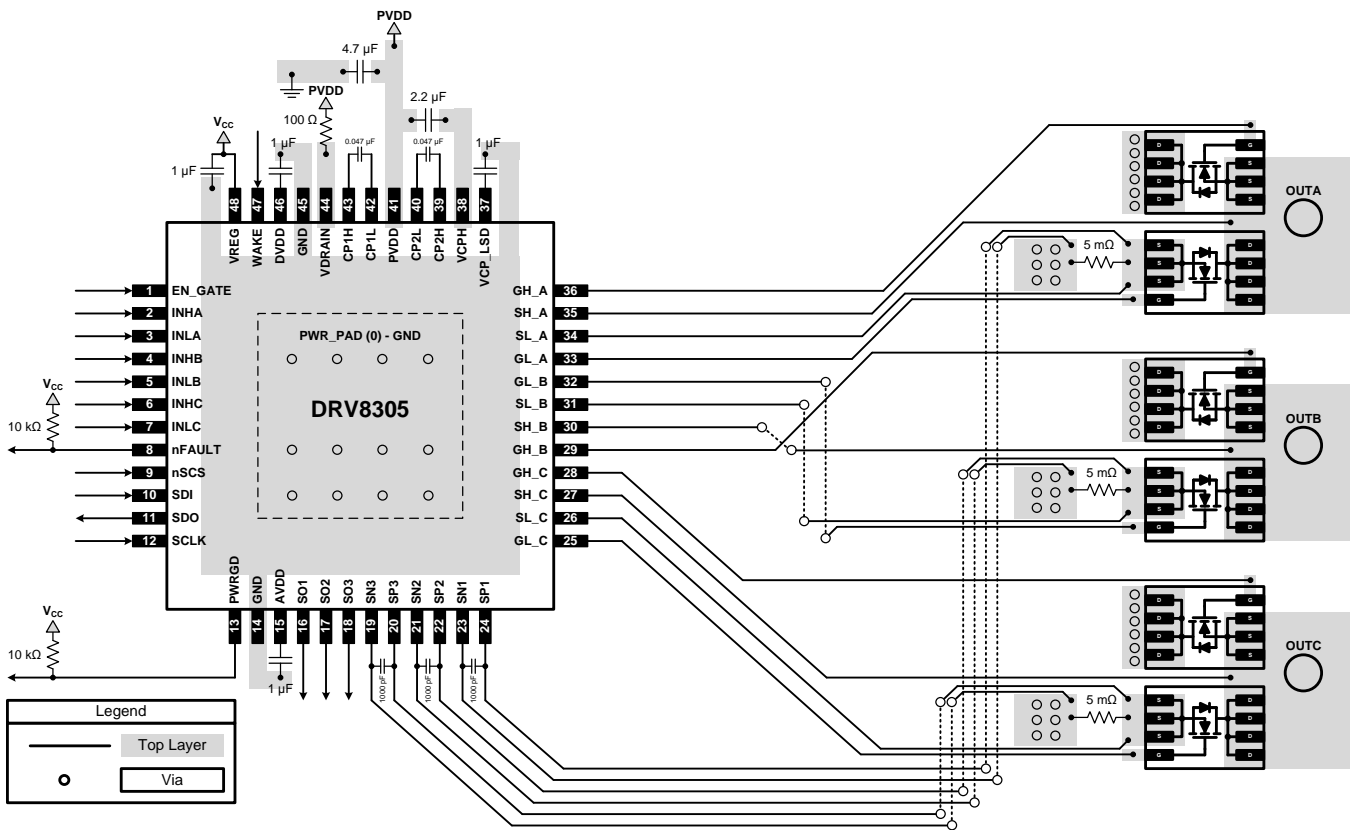 PVDD
4.7 µF
PVDD
2.2 µF
100 Ω
VCC
1 µF
1 µF
0.047 µF
0.047 µF
1 µF
48 47 46 45 44 43 42 41 40 39 38 37
VREG
WAKE
DVDD
GND
VDRAIN
CP1H
CP1L
PVDD
CP2L
CP2H
VCPH
VCP_LSD
1 EN_GATE
2 INHA
3 INLA
4 INHB
5 INLB
6 INHC
7 INLC
8 nFAULT
9 nSCS
10 SDI
11 SDO
12 SCLK
VCC
10 kΩ
PWR_PAD (0) - GND
DRV8305
GH_A 36
SH_A 35
SL_A 34
GL_A 33
GL_B 32
SL_B 31
SH_B 30
GH_B 29
GH_C 28
SH_C 27
SL_C 26
GL_C 25
PWRGD
GND
AVDD
SO1
SO2
SO3
SN3
SP3
SN2
SP2
SN1
SP1
13 14 15 16 17 18 19 20 21 22 23 24
VCC
10 kΩ
1 µF
1000 pF
1000 pF
1000 pF
D G
D S
D S
D S
OUTA
5 mΩ
S D
S D
S D
G D
D G
D S
D S
D S
OUTB
5 mΩ
S D
S D
S D
G D
D G
D S
D S
D S
OUTC
5 mΩ
S D
S D
S D
G D
Legend
Top Layer
Via